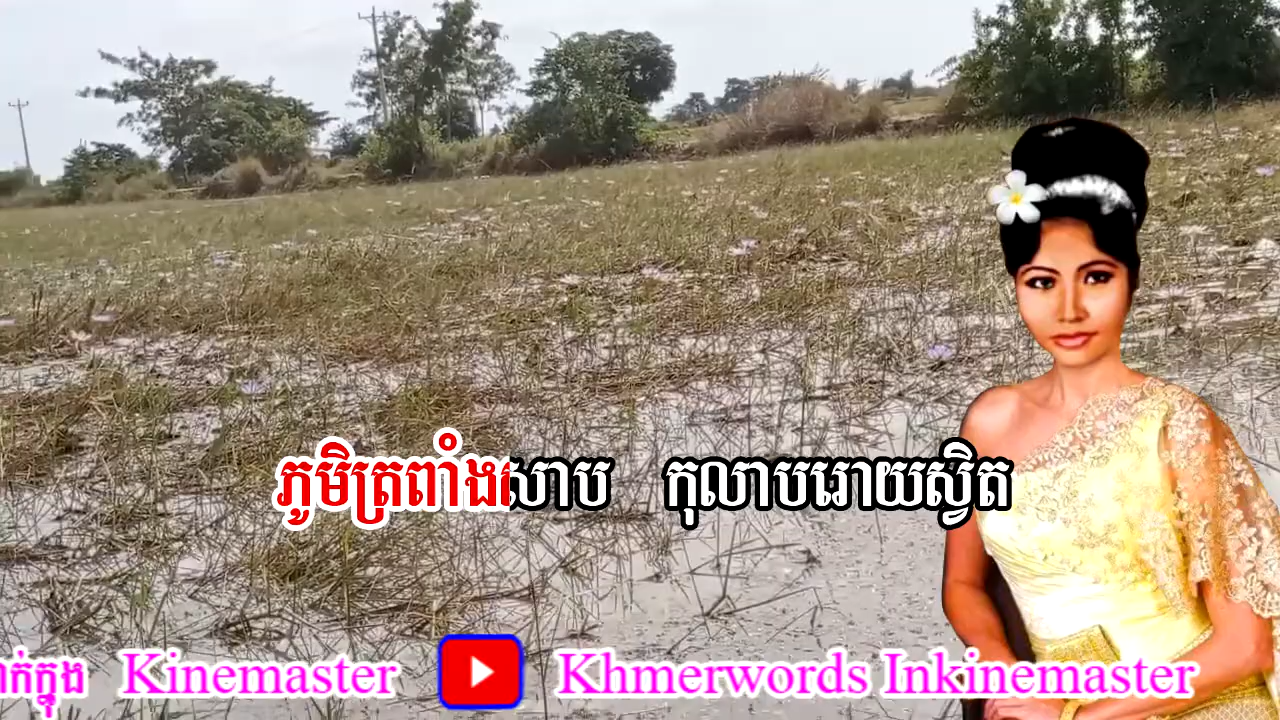 ភូមិត្រពាំងសាប កុលាបរោយស្វិត
ក់ក្នុង Kinemaster Khmerwords Inkinemaster